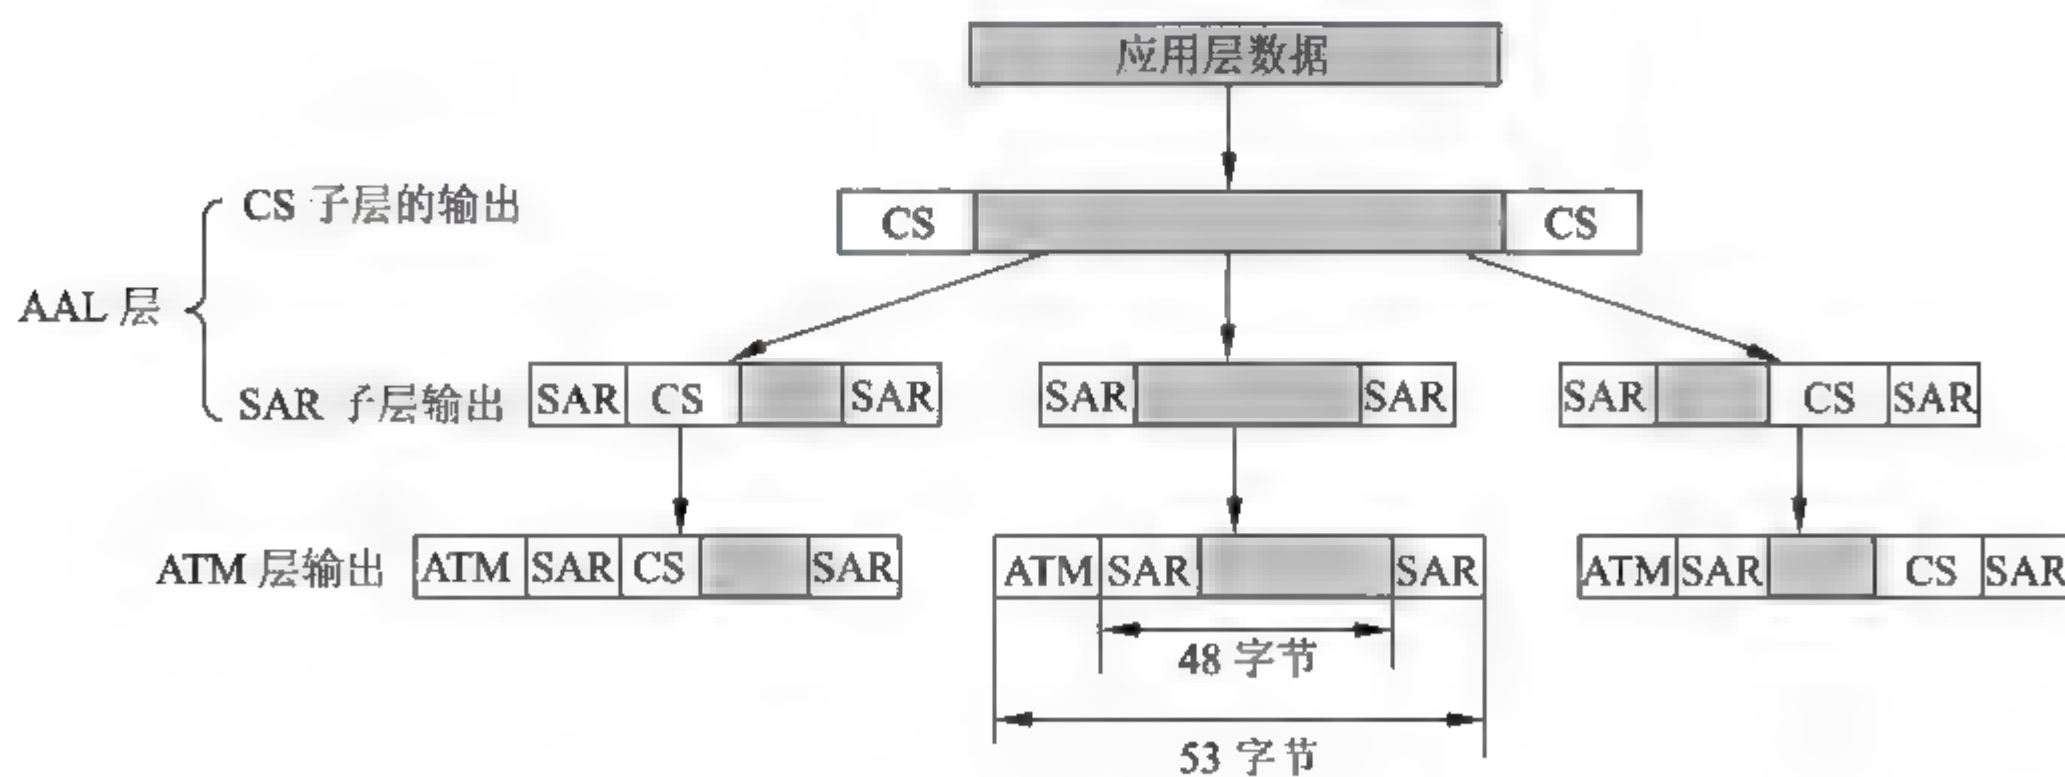 应用层数据
CS 子层的输出
CS CS
AAL 层
SAR 子层输出 SAR CS SAR SAR SAR SAR CS SAR
ATM 层输出 ATM SAR CS SAR ATM SAR SAR ATM SAR CS SAR
48 字节
53 字节